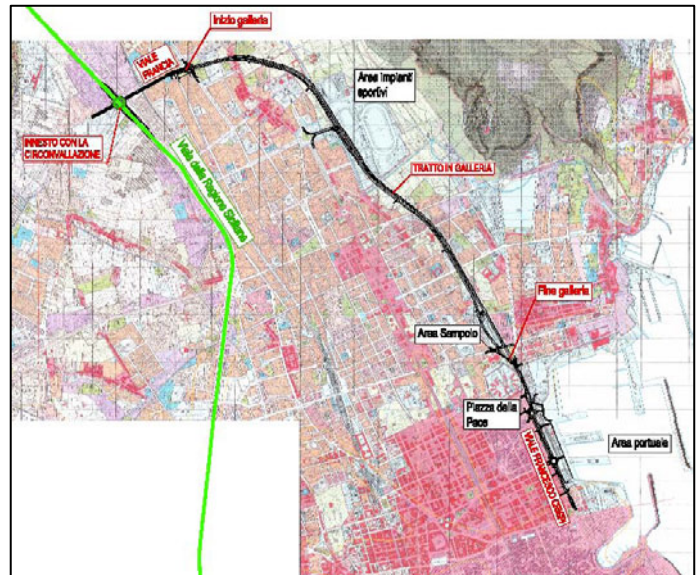 Inizio galleria
VIALE
FRANCIA
Area impianti
sportivi
INNESTO CON LA
CIRCONVALLAZIONE
Viale della Regione Siciliana
TRATTO IN GALLERIA
Fine galleria
Area Sampolo
Piazza della
Pace
Area portuale
VIALE FRANCESCO CRISPI